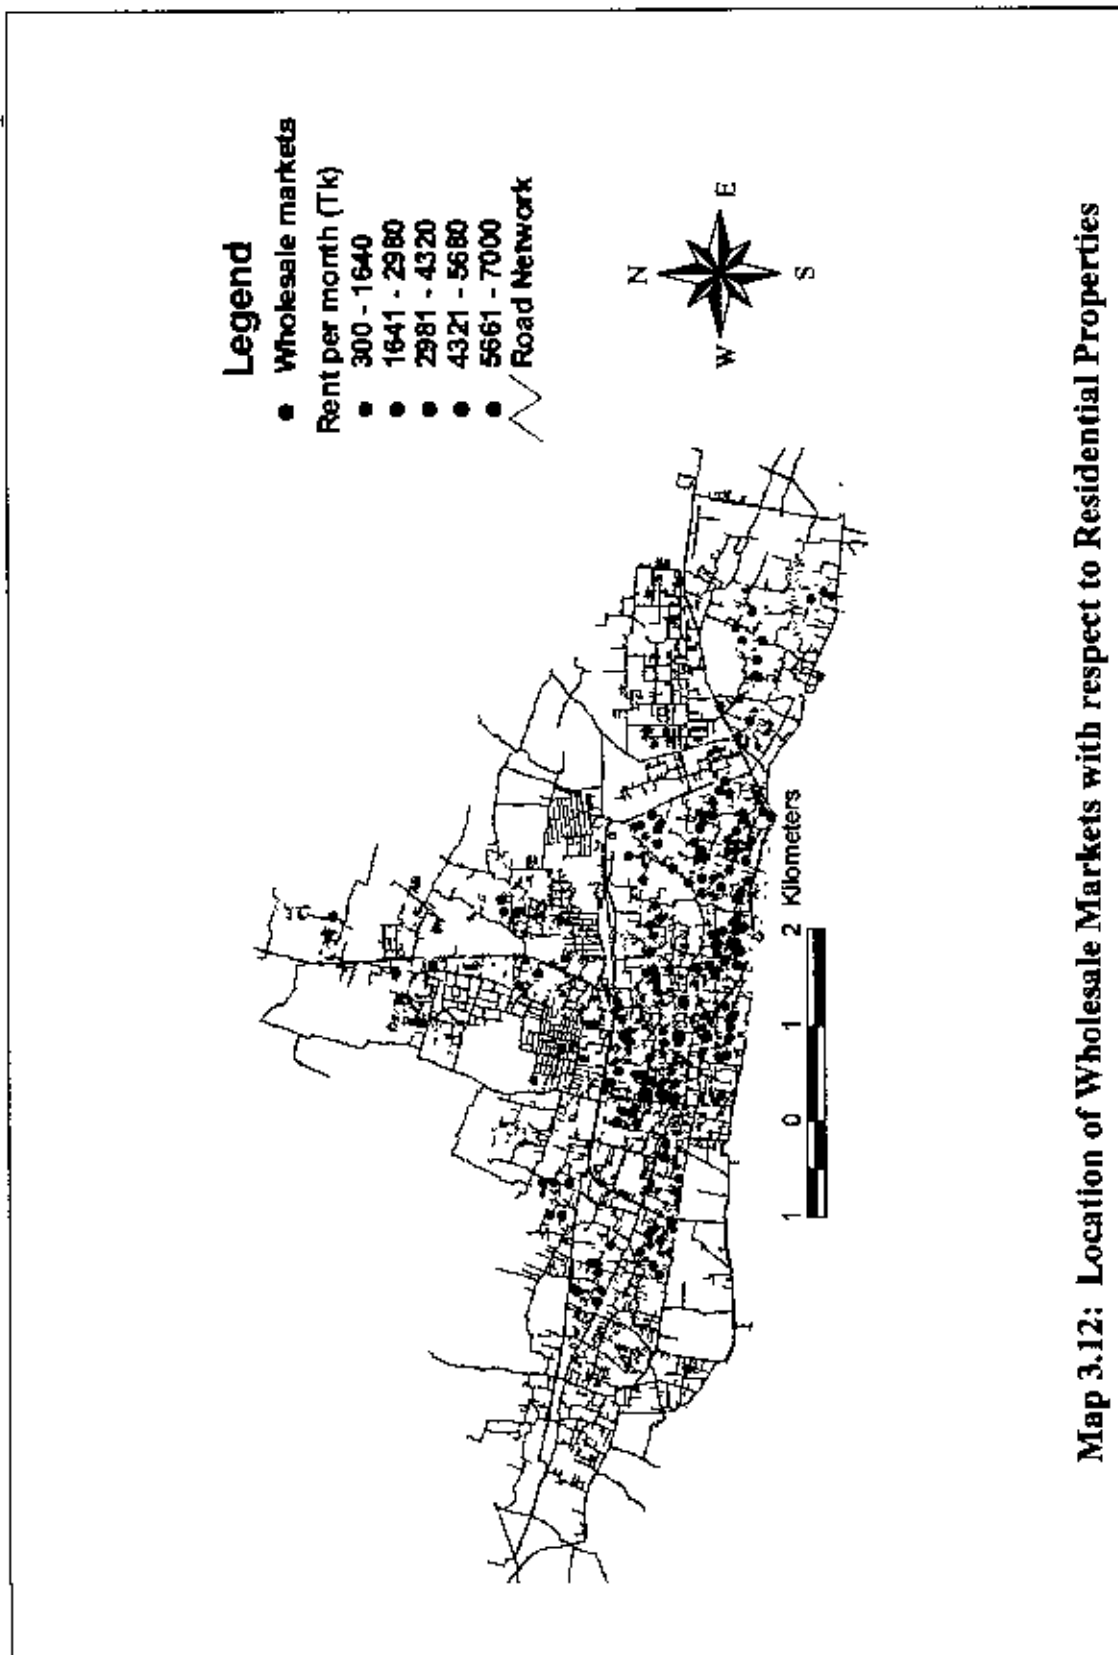 Legend
Wholesale markets
Rent per month (Tk)
300 - 1640
1641 - 2980
2981 - 4320
4321 - 5680
5661 - 7000
Road Network
N
W
E
S
1 0 1 2 Kilometers
Map 3.12: Location of Wholesale Markets with respect to Residential Properties